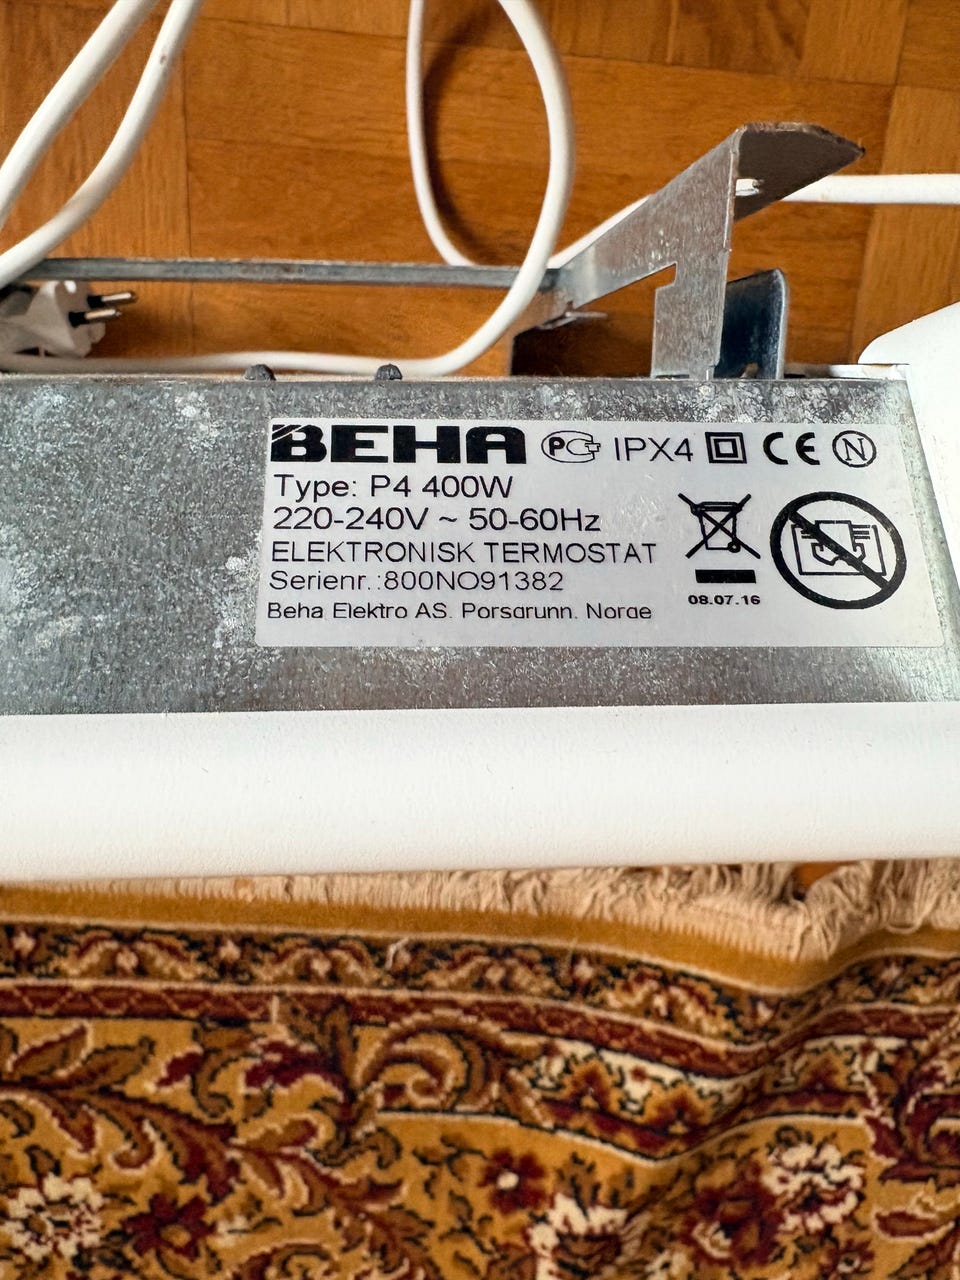 BEHA PCT IPX4 CE N
Type: P4 400W
220-240V ~ 50-60Hz
ELEKTRONISK TERMOSTAT
Serienr.:800NO91382
Beha Elektro AS. Porsgrunn. Norge
08.07.16